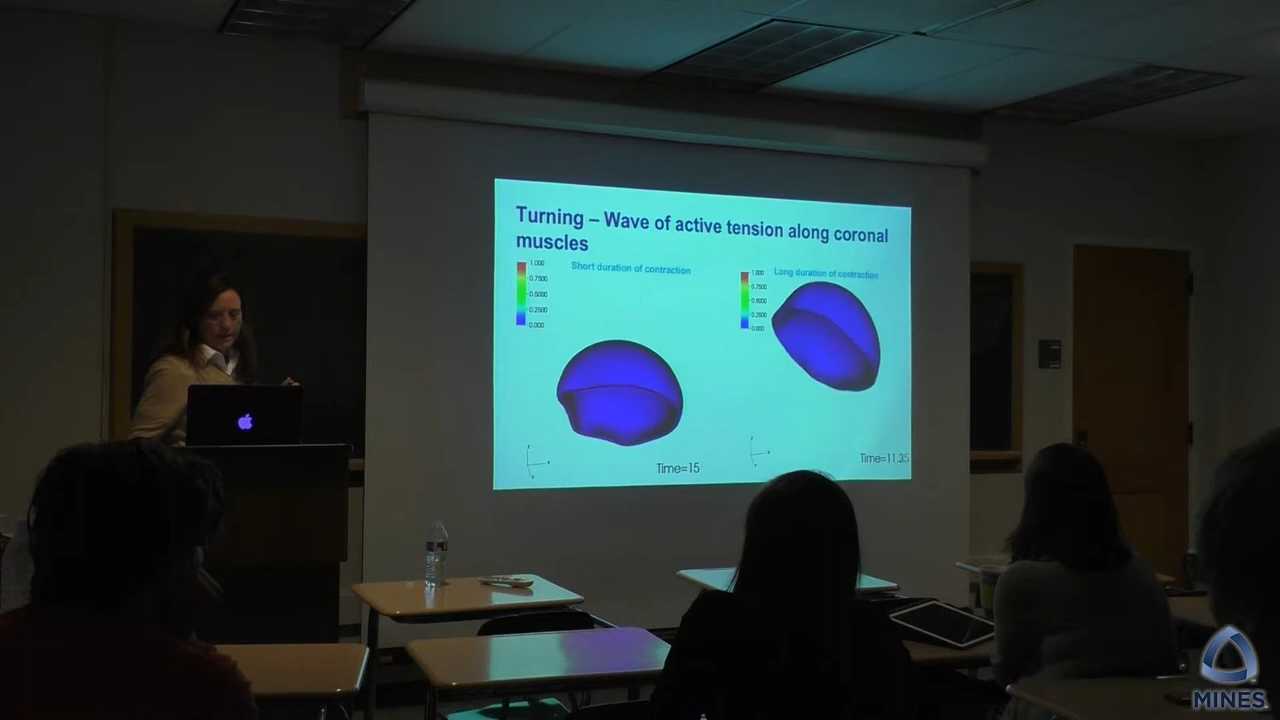 Turning – Wave of active tension along coronal
muscles
Short duration of contraction
1.000
0.7500
0.5000
0.2500
0.000
Long duration of contraction
1.000
0.7500
0.5000
0.2500
0.000
Time=15
Time=11.25
MINES